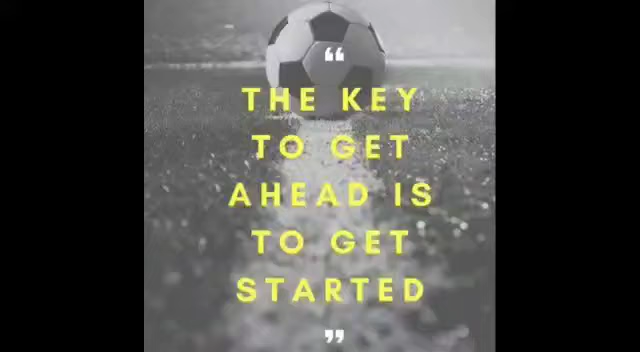 “
THE KEY
TO GET
AHEAD IS
TO GET
STARTED
”